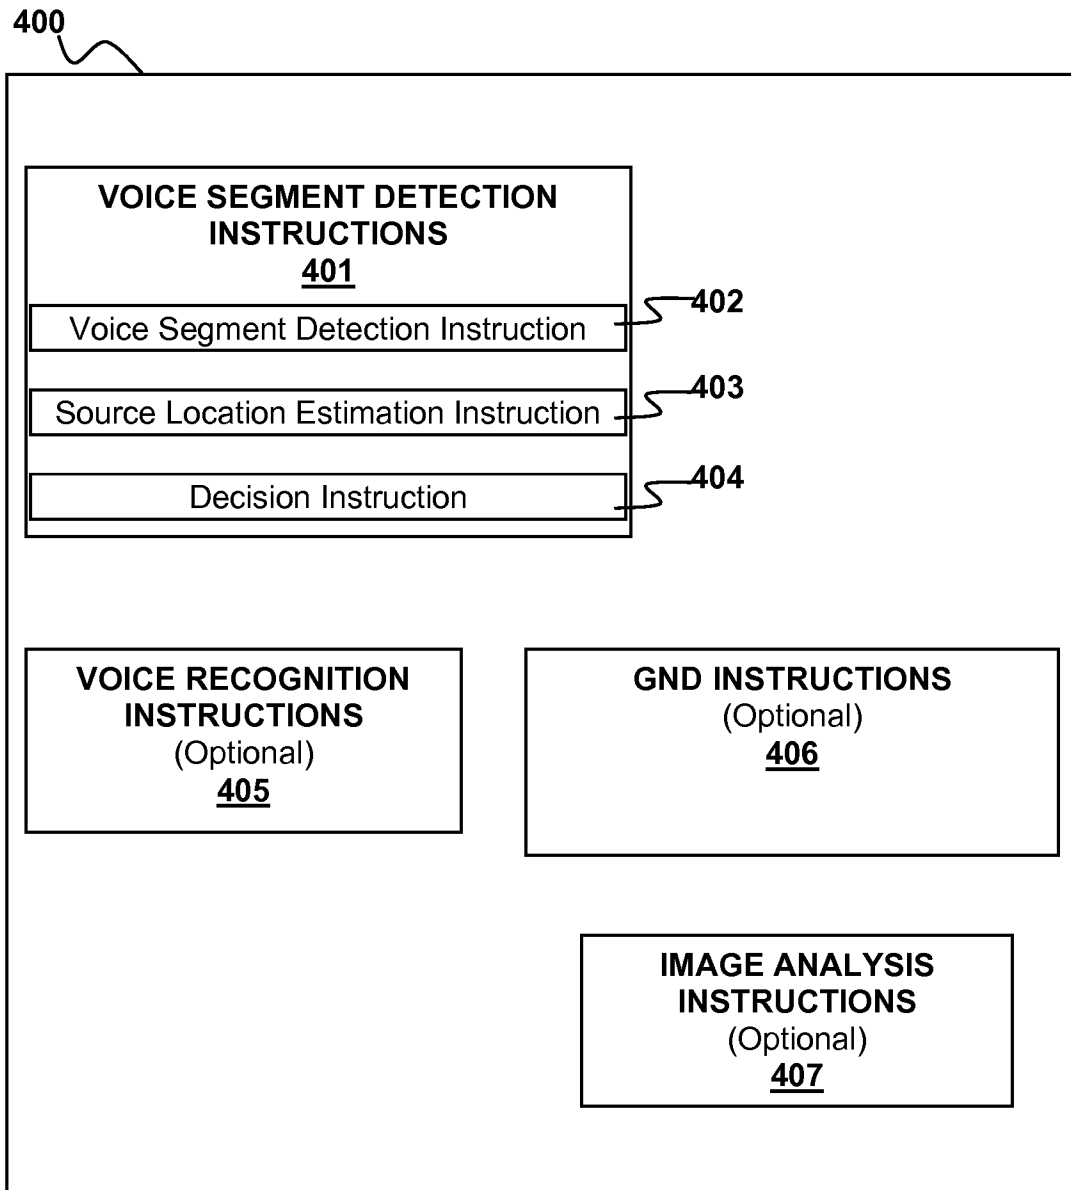 400
VOICE SEGMENT DETECTION
INSTRUCTIONS
401
Voice Segment Detection Instruction
402
Source Location Estimation Instruction
403
Decision Instruction
404
VOICE RECOGNITION
INSTRUCTIONS
(Optional)
405
GND INSTRUCTIONS
(Optional)
406
IMAGE ANALYSIS
INSTRUCTIONS
(Optional)
407